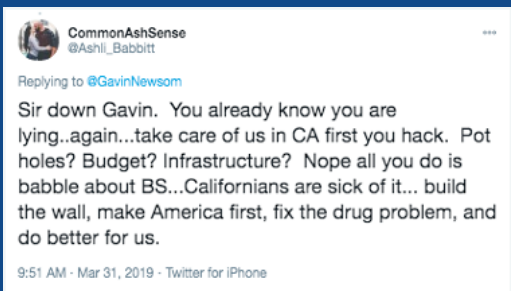 CommonAshSense
@Ashli_Babbitt
Replying to @GavinNewsom
Sir down Gavin. You already know you are
lying..again...take care of us in CA first you hack. Pot
holes? Budget? Infrastructure? Nope all you do is
babble about BS...Californians are sick of it... build
the wall, make America first, fix the drug problem, and
do better for us.
9:51 AM · Mar 31, 2019 · Twitter for iPhone